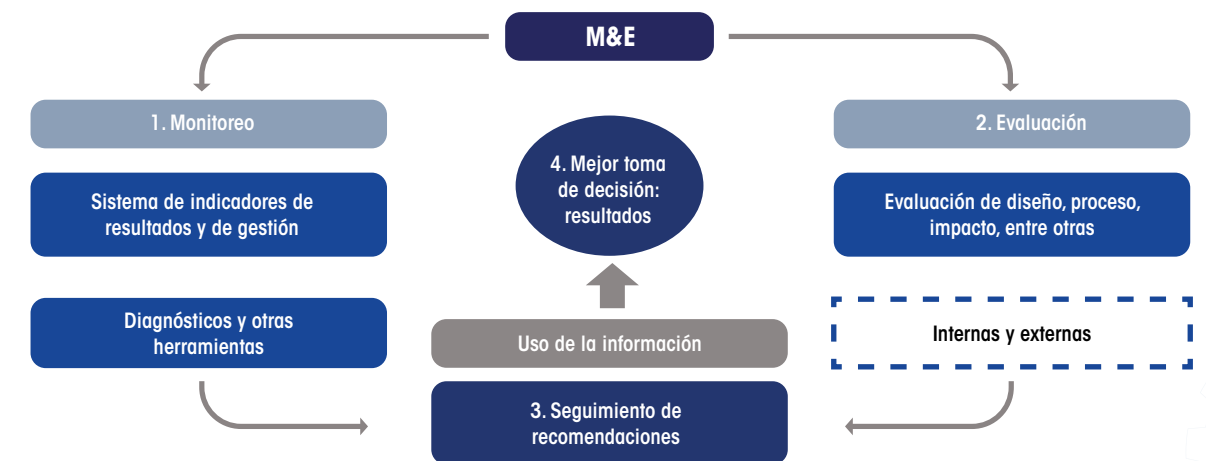 M&E
1. Monitoreo
Sistema de indicadores de
resultados y de gestión
Diagnósticos y otras
herramientas
4. Mejor toma
de decisión:
resultados
Uso de la información
3. Seguimiento de
recomendaciones
2. Evaluación
Evaluación de diseño, proceso,
impacto, entre otras
Internas y externas